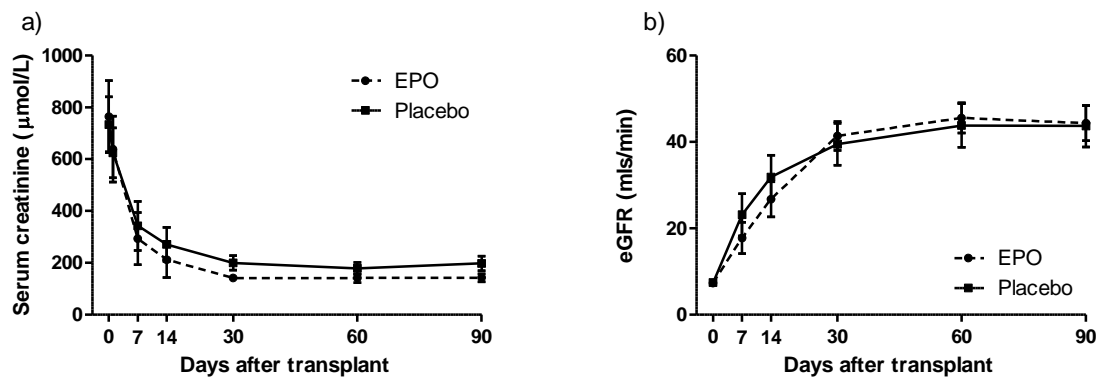 a)
1000
800
600
400
200
0
Serum creatinine ( μmol/L)
EPO
Placebo
0 7 14 30 60 90
Days after transplant
b)
60
40
20
0
eGFR (mls/min)
EPO
Placebo
0 7 14 30 60 90
Days after transplant